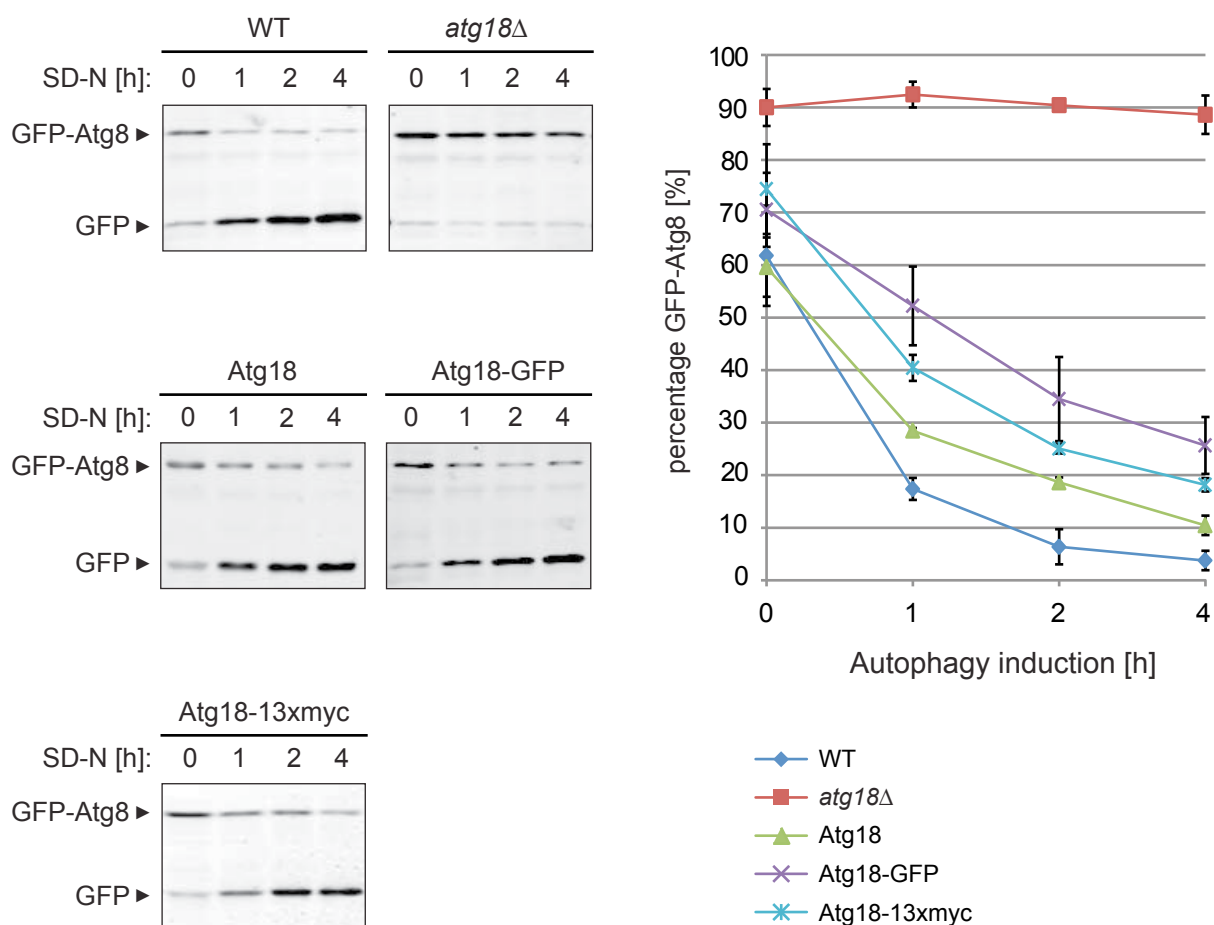 WT
SD-N [h]: 0 1 2 4
GFP-Atg8 ►
GFP ►
atg18Δ
0 1 2 4
Atg18
SD-N [h]: 0 1 2 4
GFP-Atg8 ►
GFP ►
Atg18-GFP
0 1 2 4
Atg18-13xmyc
SD-N [h]: 0 1 2 4
GFP-Atg8 ►
GFP ►
percentage GFP-Atg8 [%]
100
90
80
70
60
50
40
30
20
10
0
0 1 2 4
Autophagy induction [h]
WT
atg18Δ
Atg18
Atg18-GFP
Atg18-13xmyc